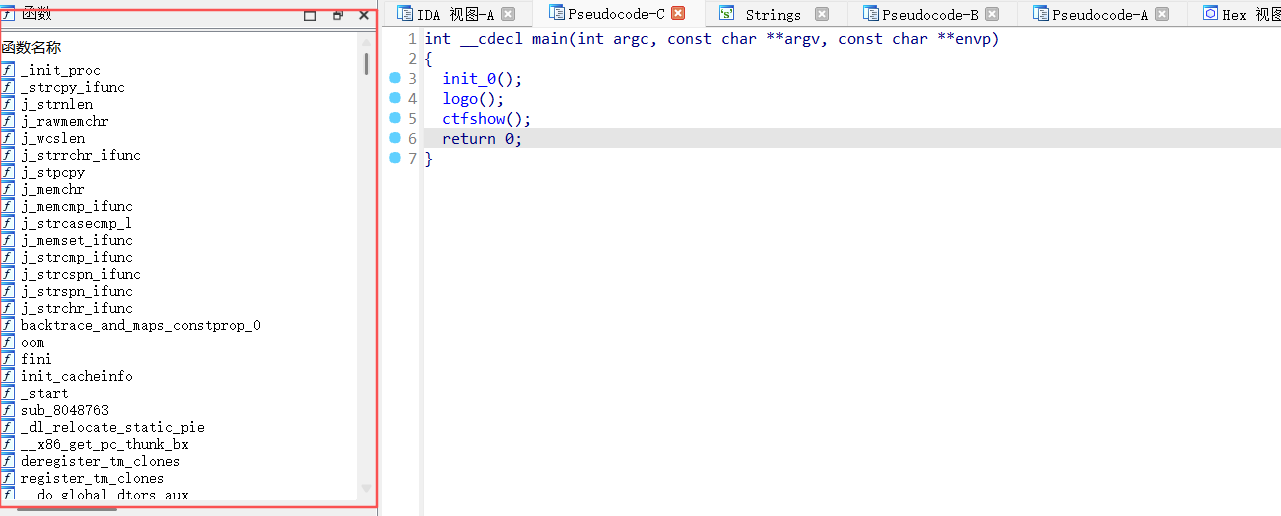 函数
函数名称
_init_proc
_strcpy_ifunc
j_strnlen
j_rawmemchr
j_wcslen
j_strrchr_ifunc
j_stpcpy
j_memchr
j_memcmp_ifunc
j_strcasecmp_l
j_memset_ifunc
j_strcmp_ifunc
j_strcspn_ifunc
j_strspn_ifunc
j_strchr_ifunc
backtrace_and_maps_constprop_0
oom
fini
init_cacheinfo
_start
sub_8048763
_dl_relocate_static_pie
__x86_get_pc_thunk_bx
deregister_tm_clones
register_tm_clones
__do_global_dtors_aux
IDA 视图-A
Pseudocode-C
Strings
Pseudocode-B
Pseudocode-A
Hex 视图
1 int __cdecl main(int argc, const char **argv, const char **envp)
2 {
3 init_0();
4 logo();
5 ctfshow();
6 return 0;
7 }